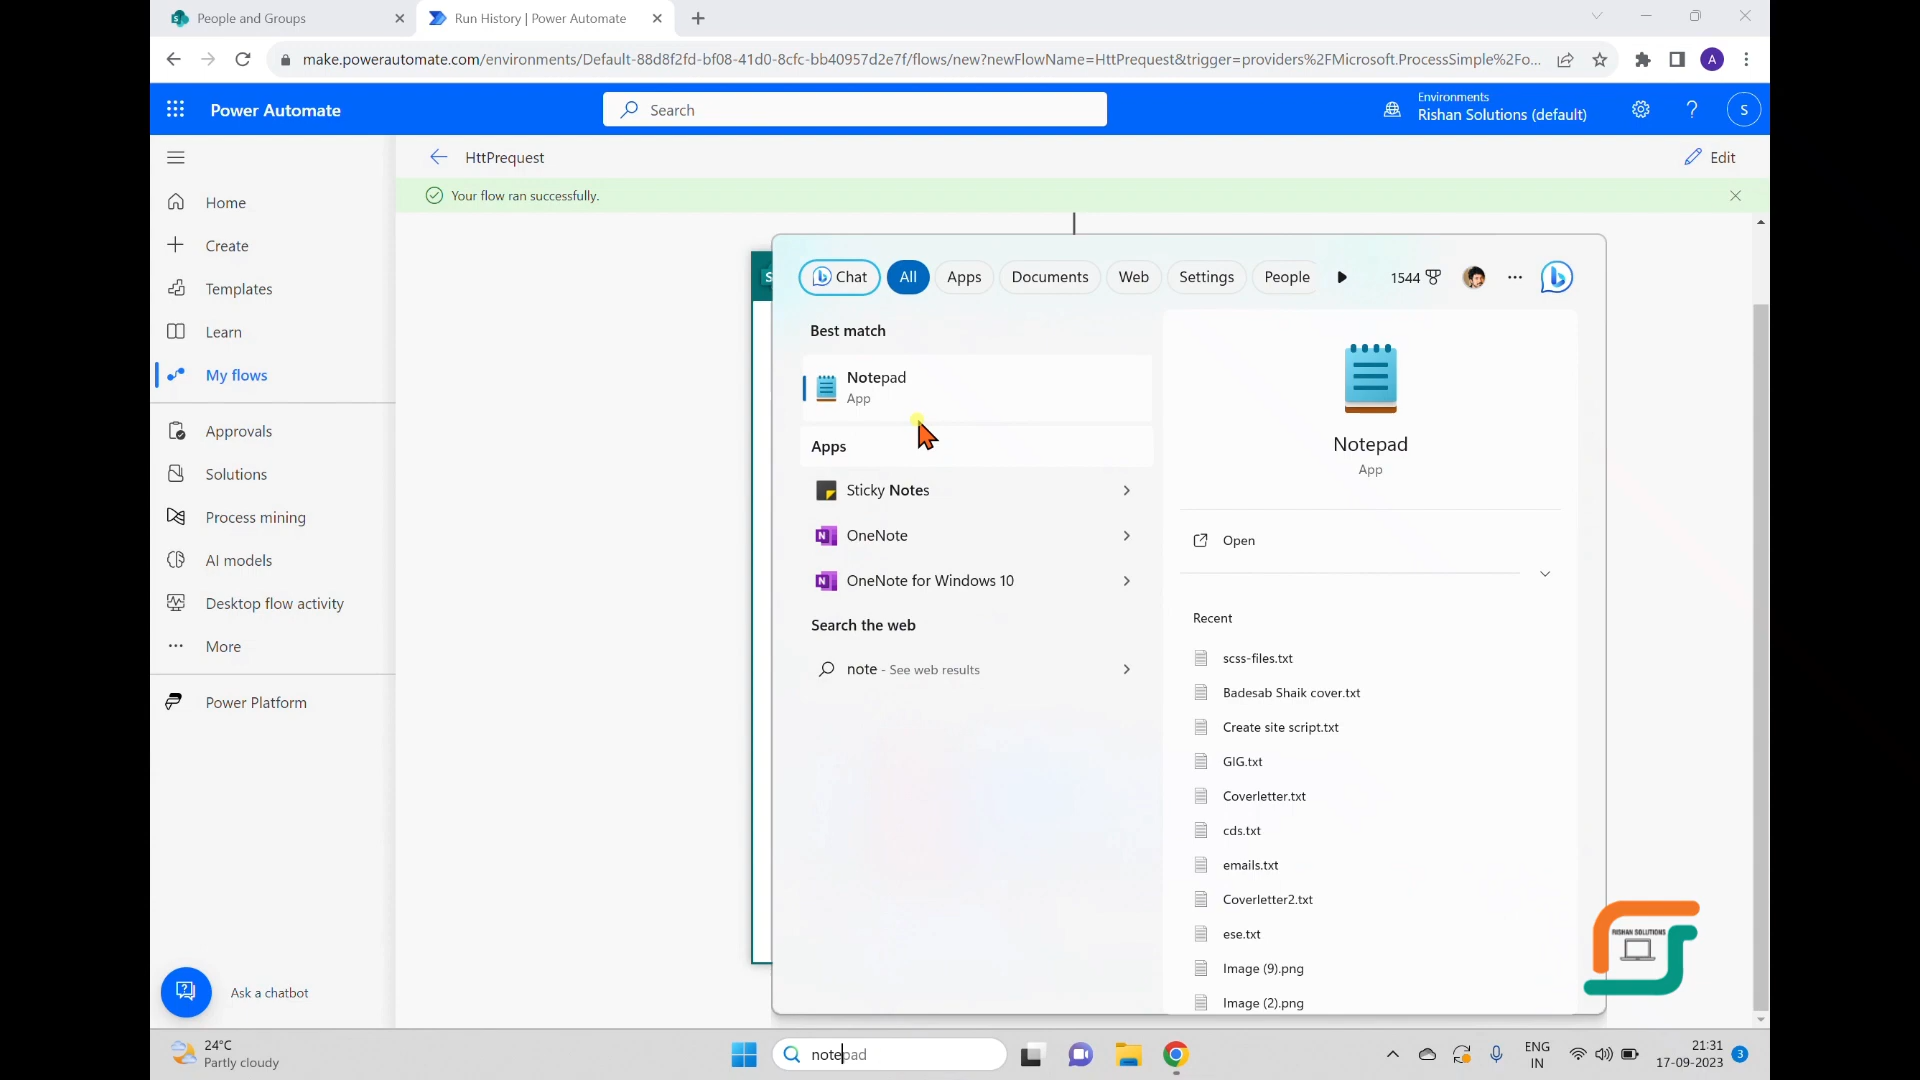 People and Groups
Run History | Power Automate
make.powerautomate.com/environments/Default-88d8f2fd-bf08-41d0-8cfc-bb40957d2e7f/flows/new?newFlowName=HttPrequest&trigger=providers%2FMicrosoft.ProcessSimple%2Fo...
A
Power Automate
Search
Environments
Rishan Solutions (default)
?
S
HttPrequest
Edit
Your flow ran successfully.
Home
Create
Templates
Learn
My flows
Approvals
Solutions
Process mining
AI models
Desktop flow activity
More
Power Platform
Ask a chatbot
S
Chat
All
Apps
Documents
Web
Settings
People
1544
Best match
Notepad
App
Apps
Sticky Notes
OneNote
OneNote for Windows 10
Search the web
note - See web results
Notepad
App
Open
Recent
scss-files.txt
Badesab Shaik cover.txt
Create site script.txt
GIG.txt
Coverletter.txt
cds.txt
emails.txt
Coverletter2.txt
ese.txt
Image (9).png
Image (2).png
RISHAN SOLUTIONS
24°C
Partly cloudy
notepad
ENG
IN
21:31
17-09-2023
3